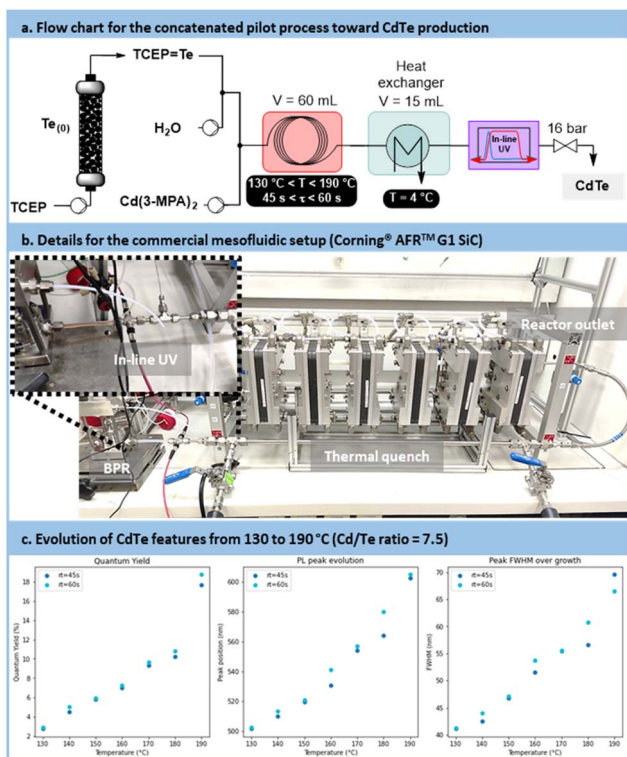 a. Flow chart for the concatenated pilot process toward CdTe production
TCEP=Te
Te(0)
H₂O
TCEP
Cd(3-MPA)₂
V = 60 mL
130 °C < T < 190 °C
45 s < τ < 60 s
Heat
exchanger
V = 15 mL
T = 4 °C
In-line
UV
16 bar
CdTe
b. Details for the commercial mesofluidic setup (Corning® AFR™ G1 SiC)
In-line UV
Reactor outlet
BPR
Thermal quench
c. Evolution of CdTe features from 130 to 190 °C (Cd/Te ratio = 7.5)
Quantum Yield
rt=45s
rt=60s
Quantum Yield (%)
18
16
14
12
10
8
6
4
2
130 140 150 160 170 180 190
Temperature (°C)
PL peak evolution
rt=45s
rt=60s
Peak position (nm)
600
580
560
540
520
500
130 140 150 160 170 180 190
Temperature (°C)
Peak FWHM over growth
rt=45s
rt=60s
FWHM (nm)
70
65
60
55
50
45
40
130 140 150 160 170 180 190
Temperature (°C)